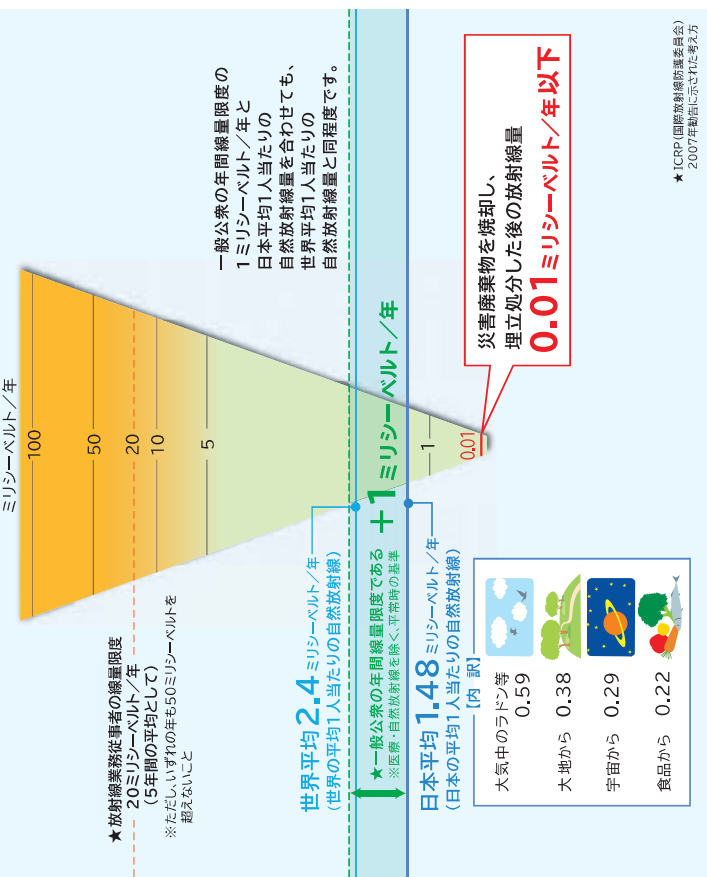 ミリシーベルト／年
100
50
20
10
5
1
0.01
★放射線業務従事者の線量限度
20ミリシーベルト／年
（5年間の平均として）
※ただし、いずれの年も50ミリシーベルトを
超えないこと
一般公衆の年間線量限度の
1ミリシーベルト／年と
日本平均1人当たりの
自然放射線量を合わせても、
世界平均1人当たりの
自然放射線量と同程度です。
世界平均2.4ミリシーベルト／年
（世界の平均1人当たりの自然放射線）
★一般公衆の年間線量限度である
※医療・自然放射線を除く、平常時の基準
＋1ミリシーベルト／年
日本平均1.48ミリシーベルト／年
（日本の平均1人当たりの自然放射線）
【内 訳】
大気中のラドン等
0.59
大地から 0.38
宇宙から 0.29
食品から 0.22
災害廃棄物を焼却し、
埋立処分した後の放射線量
0.01ミリシーベルト／年以下
★ICRP（国際放射線防護委員会）
2007年勧告に示された考え方